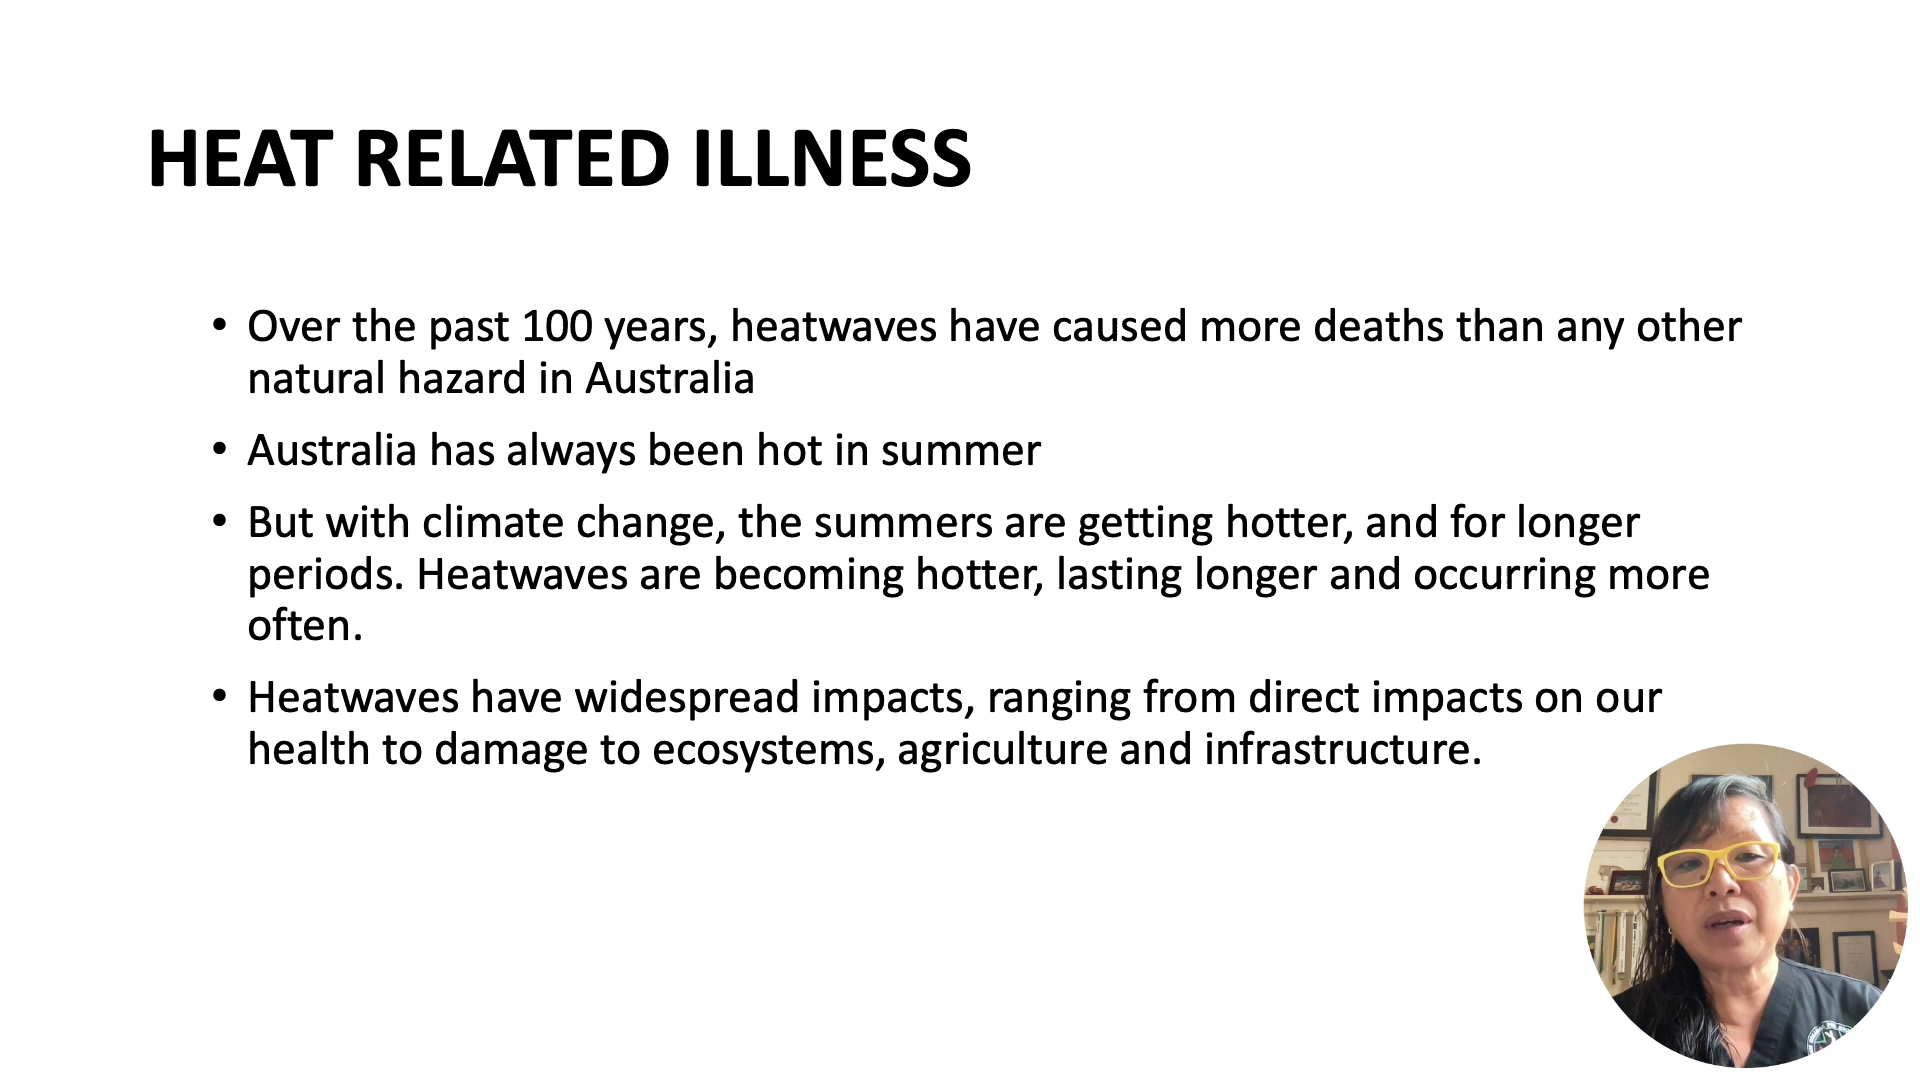 HEAT RELATED ILLNESS
• Over the past 100 years, heatwaves have caused more deaths than any other
natural hazard in Australia
• Australia has always been hot in summer
• But with climate change, the summers are getting hotter, and for longer
periods. Heatwaves are becoming hotter, lasting longer and occurring more
often.
• Heatwaves have widespread impacts, ranging from direct impacts on our
health to damage to ecosystems, agriculture and infrastructure.